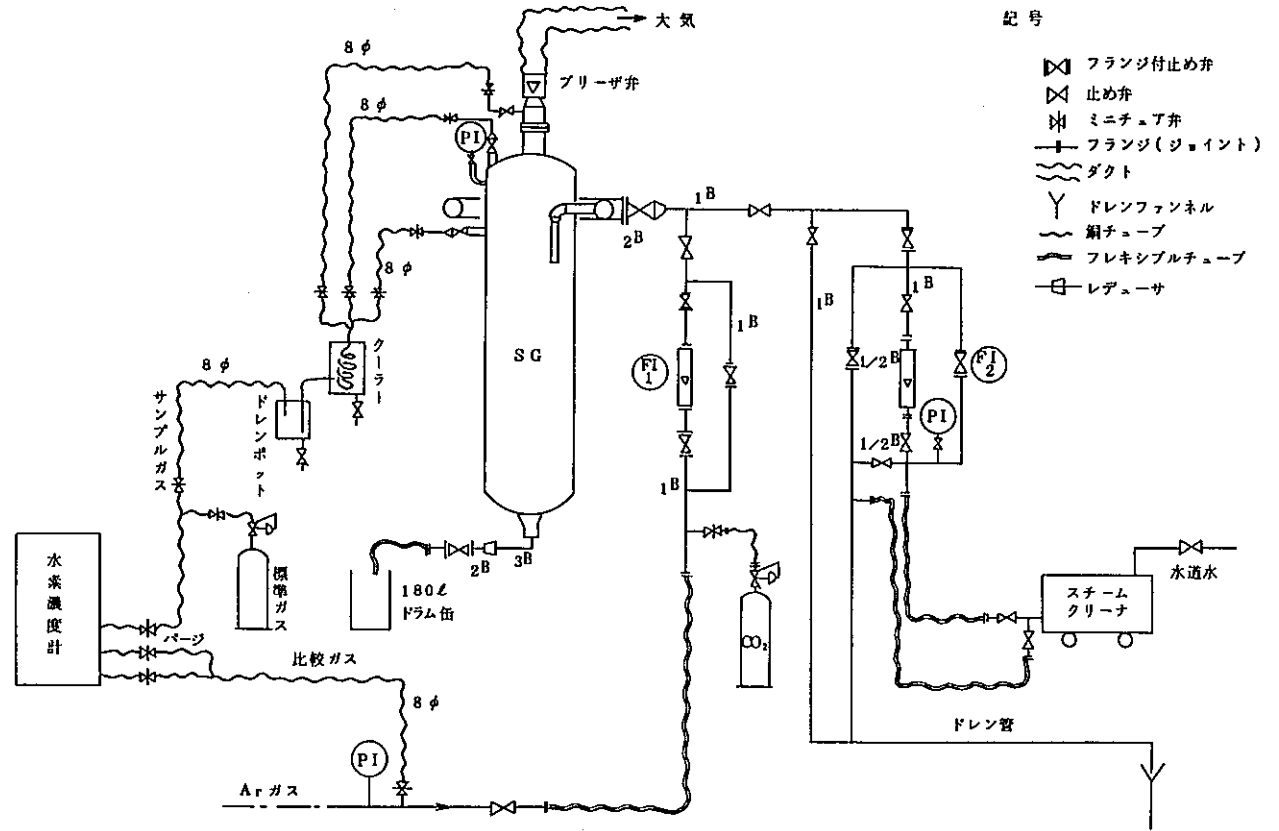 大気
ブリーザ弁
8φ
8φ
PI
8φ
クーラー
8φ
サンプルガス
ドレンポット
標準ガス
水素濃度計
パージ
比較ガス
8φ
PI
Arガス
SG
3B
2B
180ℓ
ドラム缶
2B
1B
FI
1
1B
1B
CO₂
1B
1B
1/2B
FI
2
PI
1/2B
スチーム
クリーナ
水道水
ドレン管
記号
フランジ付止め弁
止め弁
ミニチュア弁
フランジ(ジョイント)
ダクト
ドレンファンネル
銅チューブ
フレキシブルチューブ
レデューサ